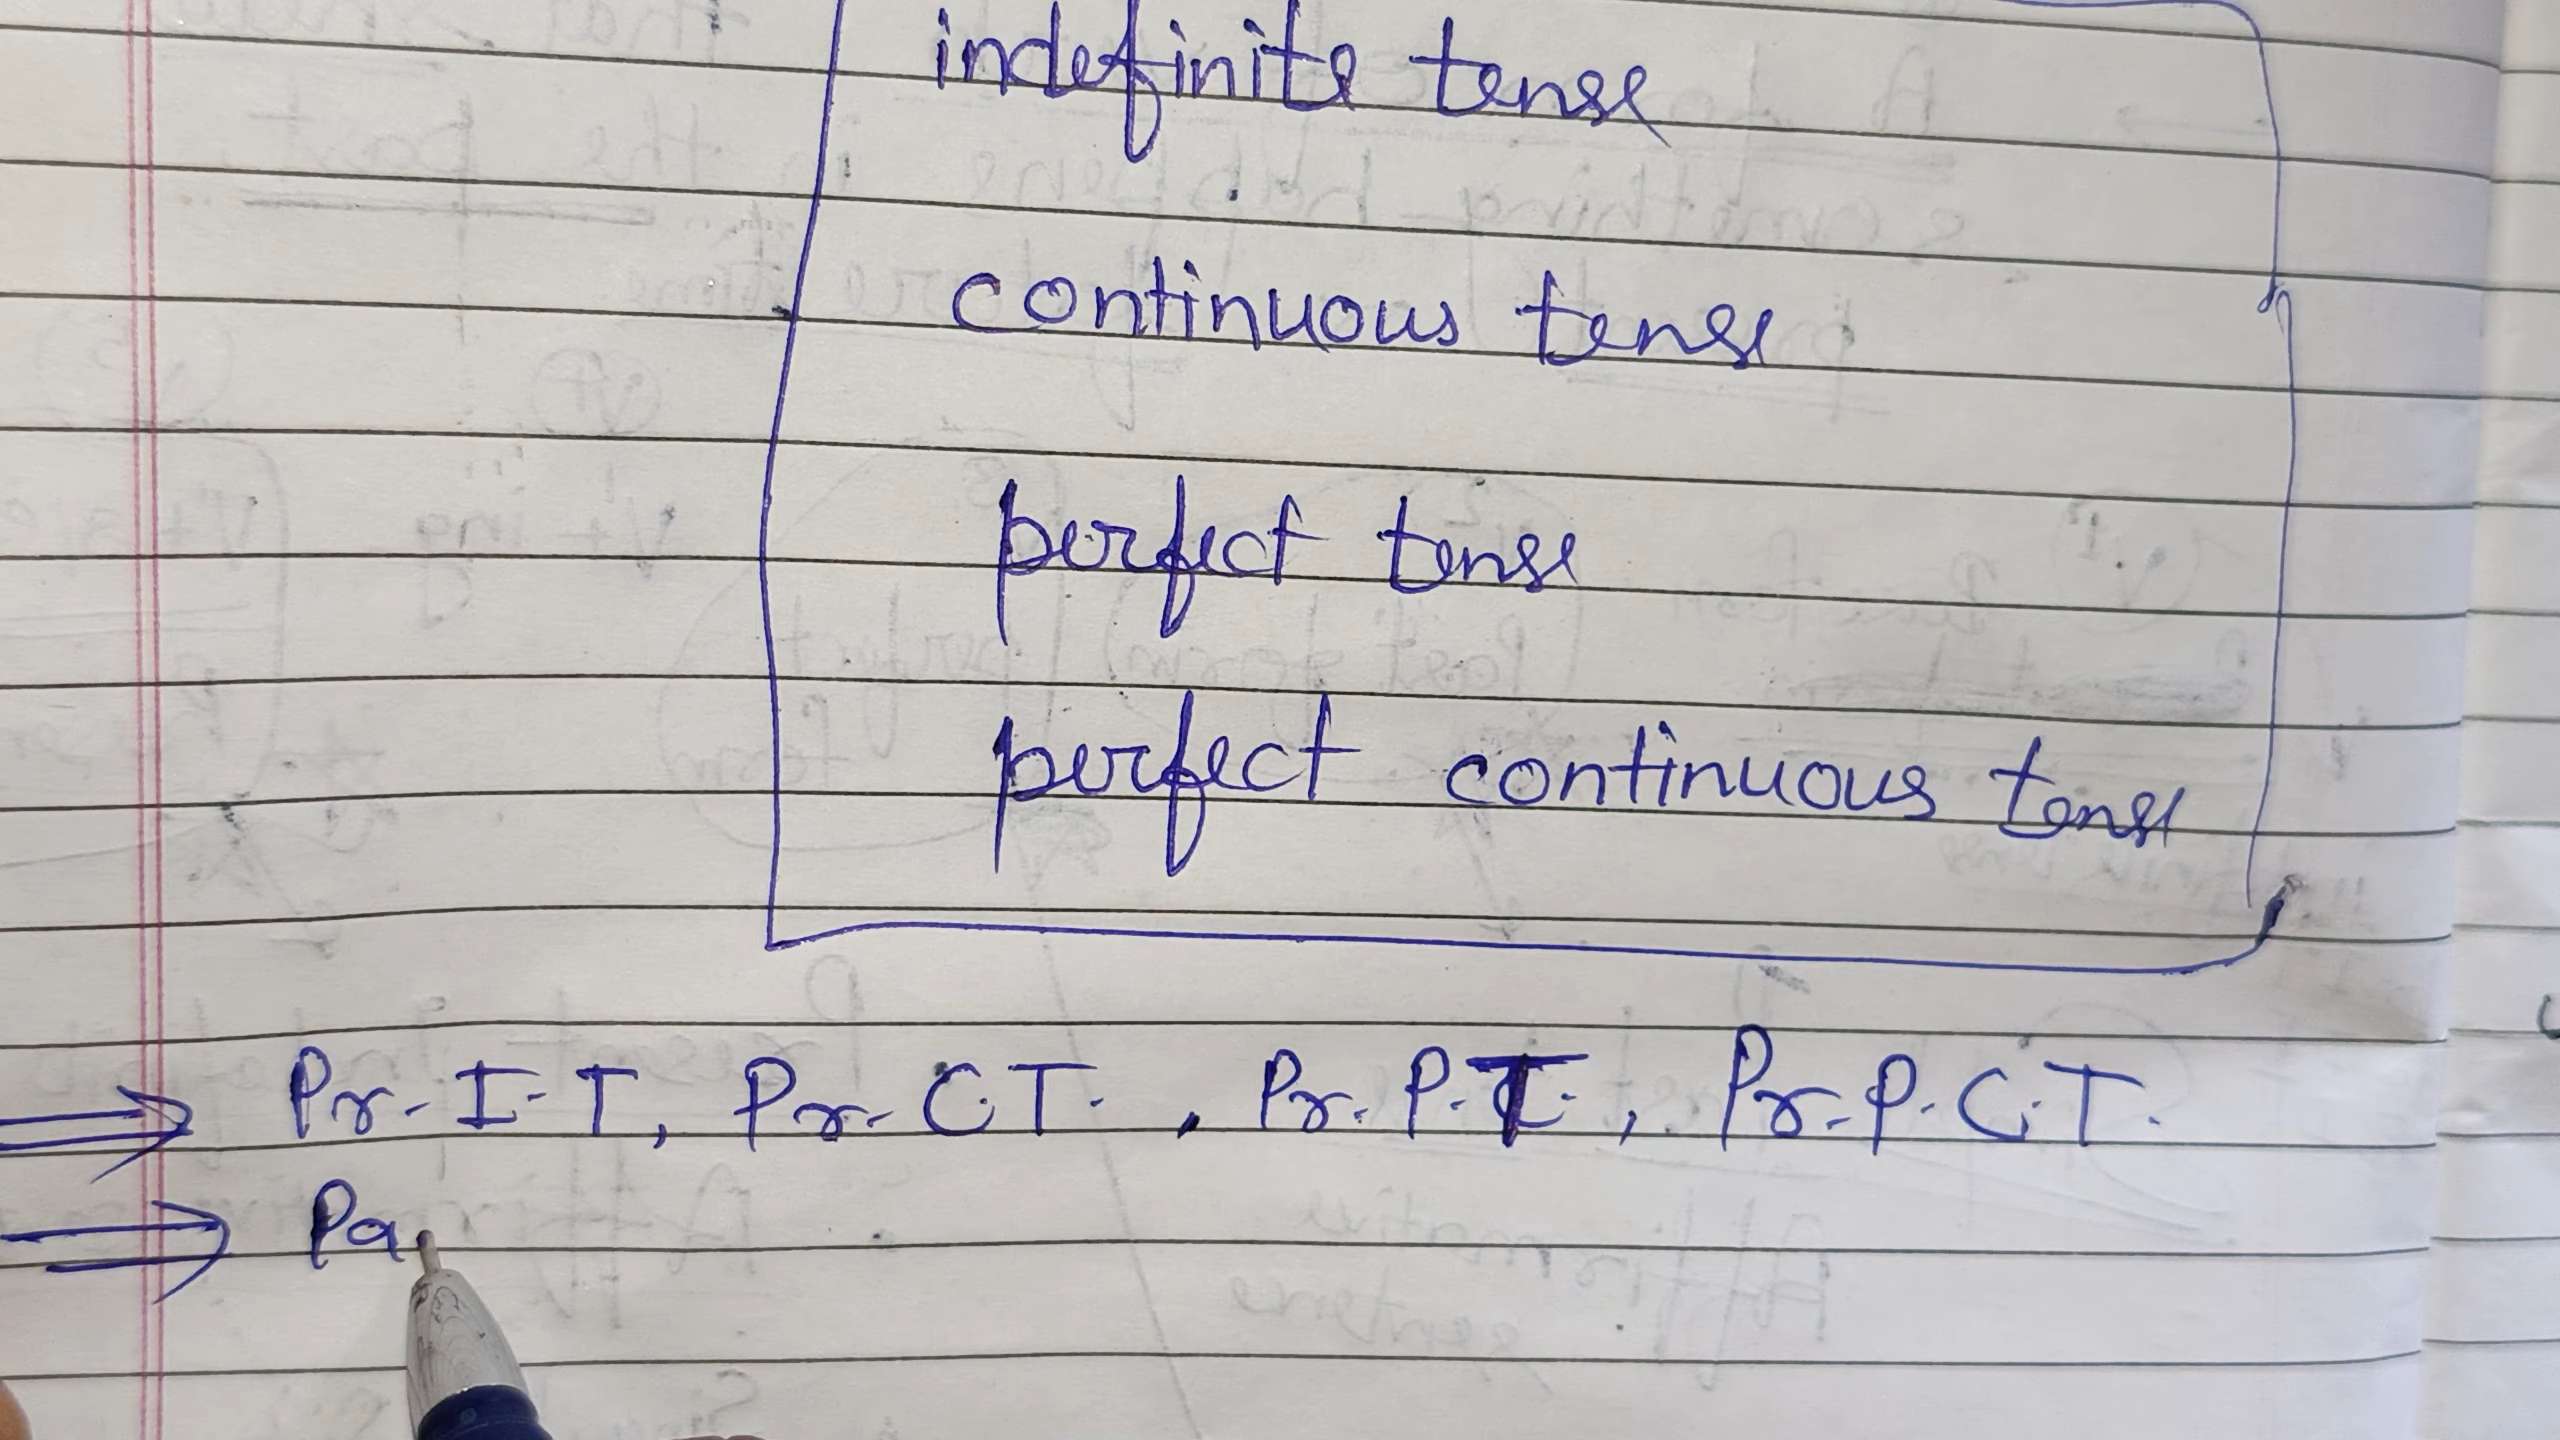 indefinite tense
continuous tense
perfect tense
perfect continuous tense
Pr. I. T, Pr. C. T. , Pr. P. T. , Pr. P. C. T.
Pa